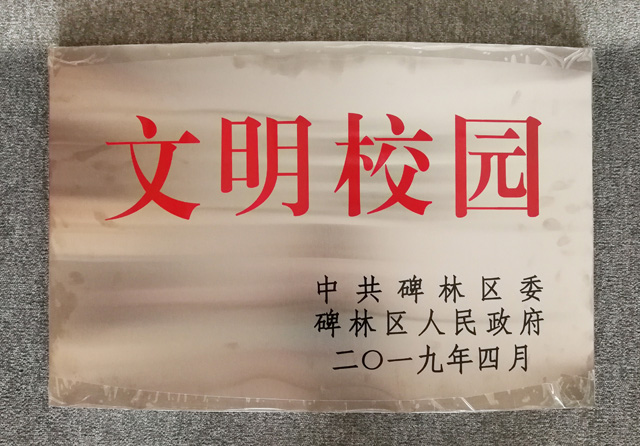 文明校园
中共碑林区委
碑林区人民政府
二〇一九年四月